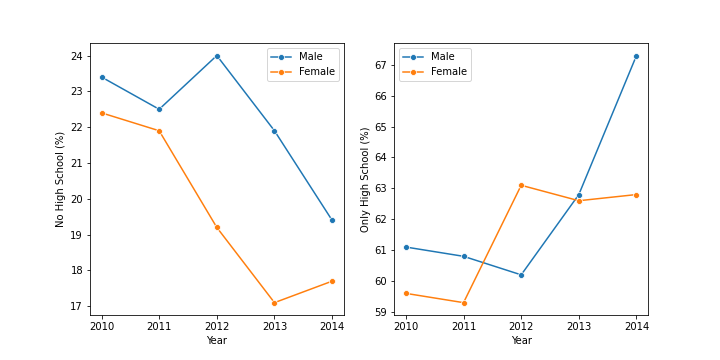 No High School (%)
24
23
22
21
20
19
18
17
2010 2011 2012 2013 2014
Year
Male
Female
Only High School (%)
67
66
65
64
63
62
61
60
59
2010 2011 2012 2013 2014
Year
Male
Female